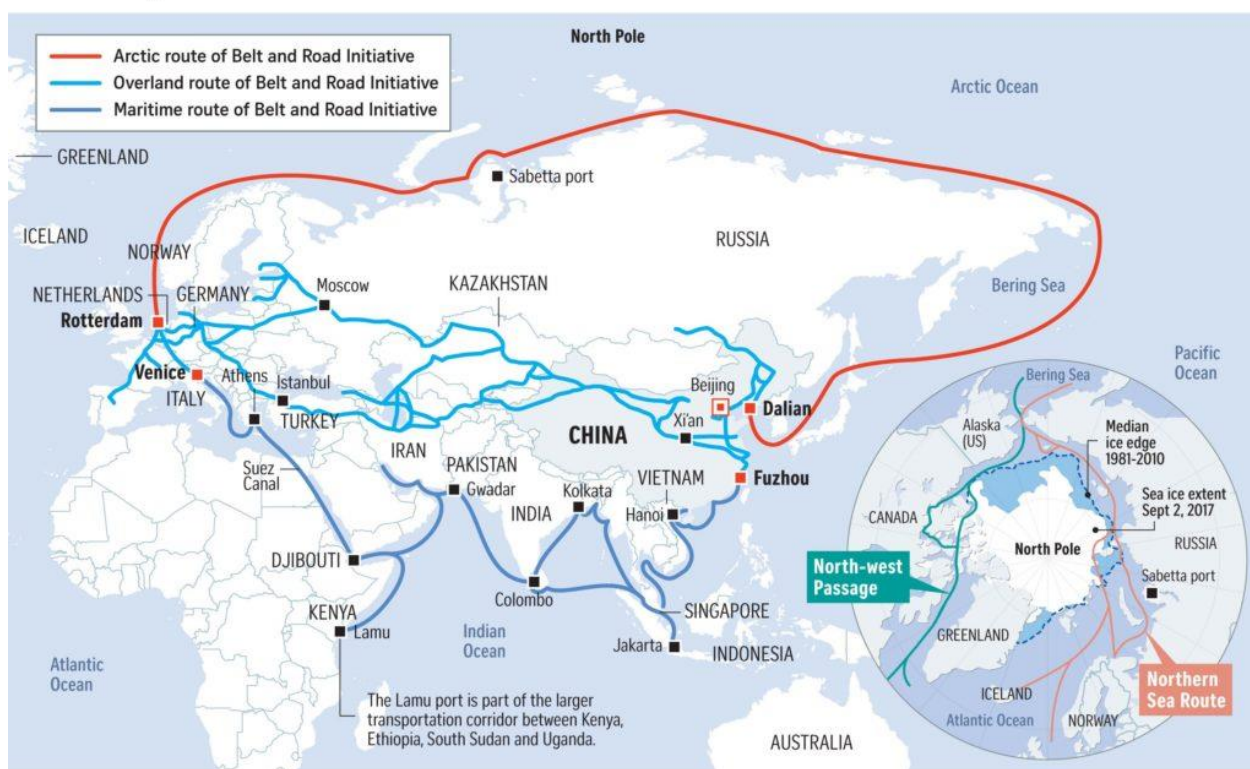 North Pole
Arctic route of Belt and Road Initiative
Overland route of Belt and Road Initiative
Maritime route of Belt and Road Initiative
Arctic Ocean
GREENLAND
Sabetta port
ICELAND
NORWAY
RUSSIA
NETHERLANDS
GERMANY
Moscow
KAZAKHSTAN
Bering Sea
Rotterdam
Pacific
Ocean
Venice
Athens
Istanbul
Beijing
ITALY
TURKEY
Dalian
Xi'an
CHINA
IRAN
Suez
Canal
PAKISTAN
Gwadar
Kolkata
VIETNAM
Fuzhou
INDIA
Hanoi
DJIBOUTI
Colombo
SINGAPORE
KENYA
Lamu
Indian
Ocean
Jakarta
INDONESIA
Atlantic
Ocean
The Lamu port is part of the larger
transportation corridor between Kenya,
Ethiopia, South Sudan and Uganda.
AUSTRALIA
Bering Sea
Alaska
(US)
Median
ice edge
1981-2010
Sea ice extent
Sept 2, 2017
CANADA
North Pole
RUSSIA
Sabetta port
North-west
Passage
GREENLAND
Northern
Sea Route
ICELAND
Atlantic Ocean
NORWAY